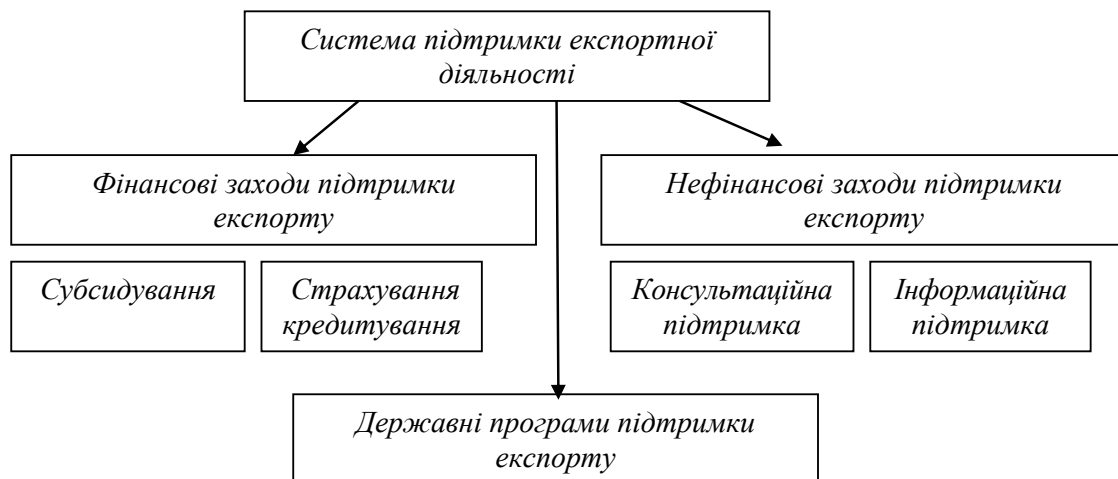 Система підтримки експортної
діяльності
Фінансові заходи підтримки
експорту
Нефінансові заходи підтримки
експорту
Субсидування
Страхування
кредитування
Консультаційна
підтримка
Інформаційна
підтримка
Державні програми підтримки
експорту